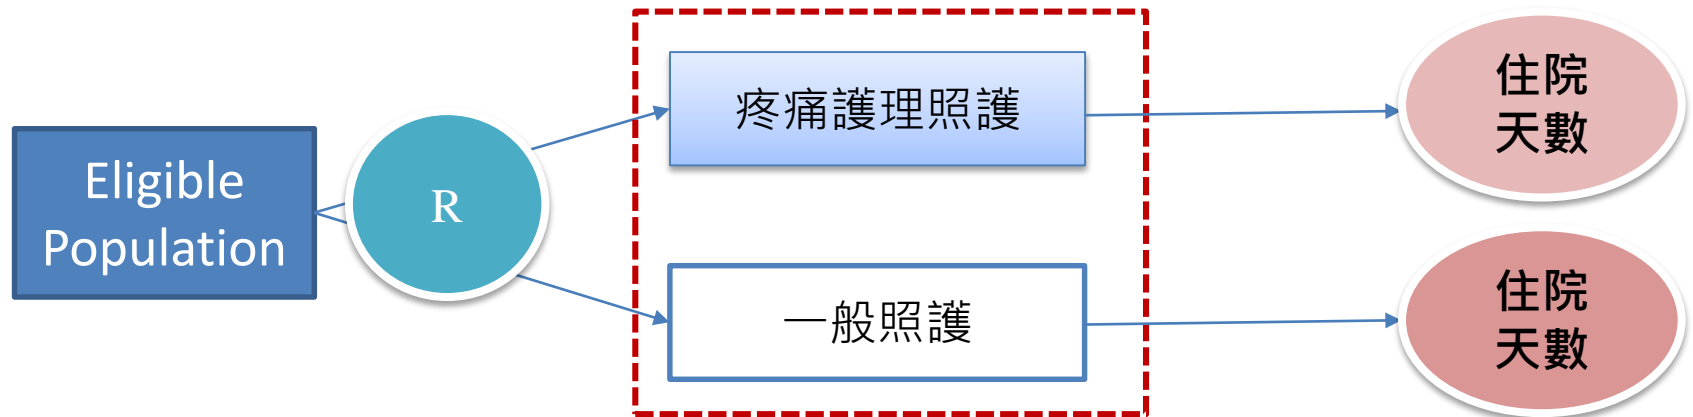 Eligible
Population
R
疼痛護理照護
一般照護
住院
天數
住院
天數